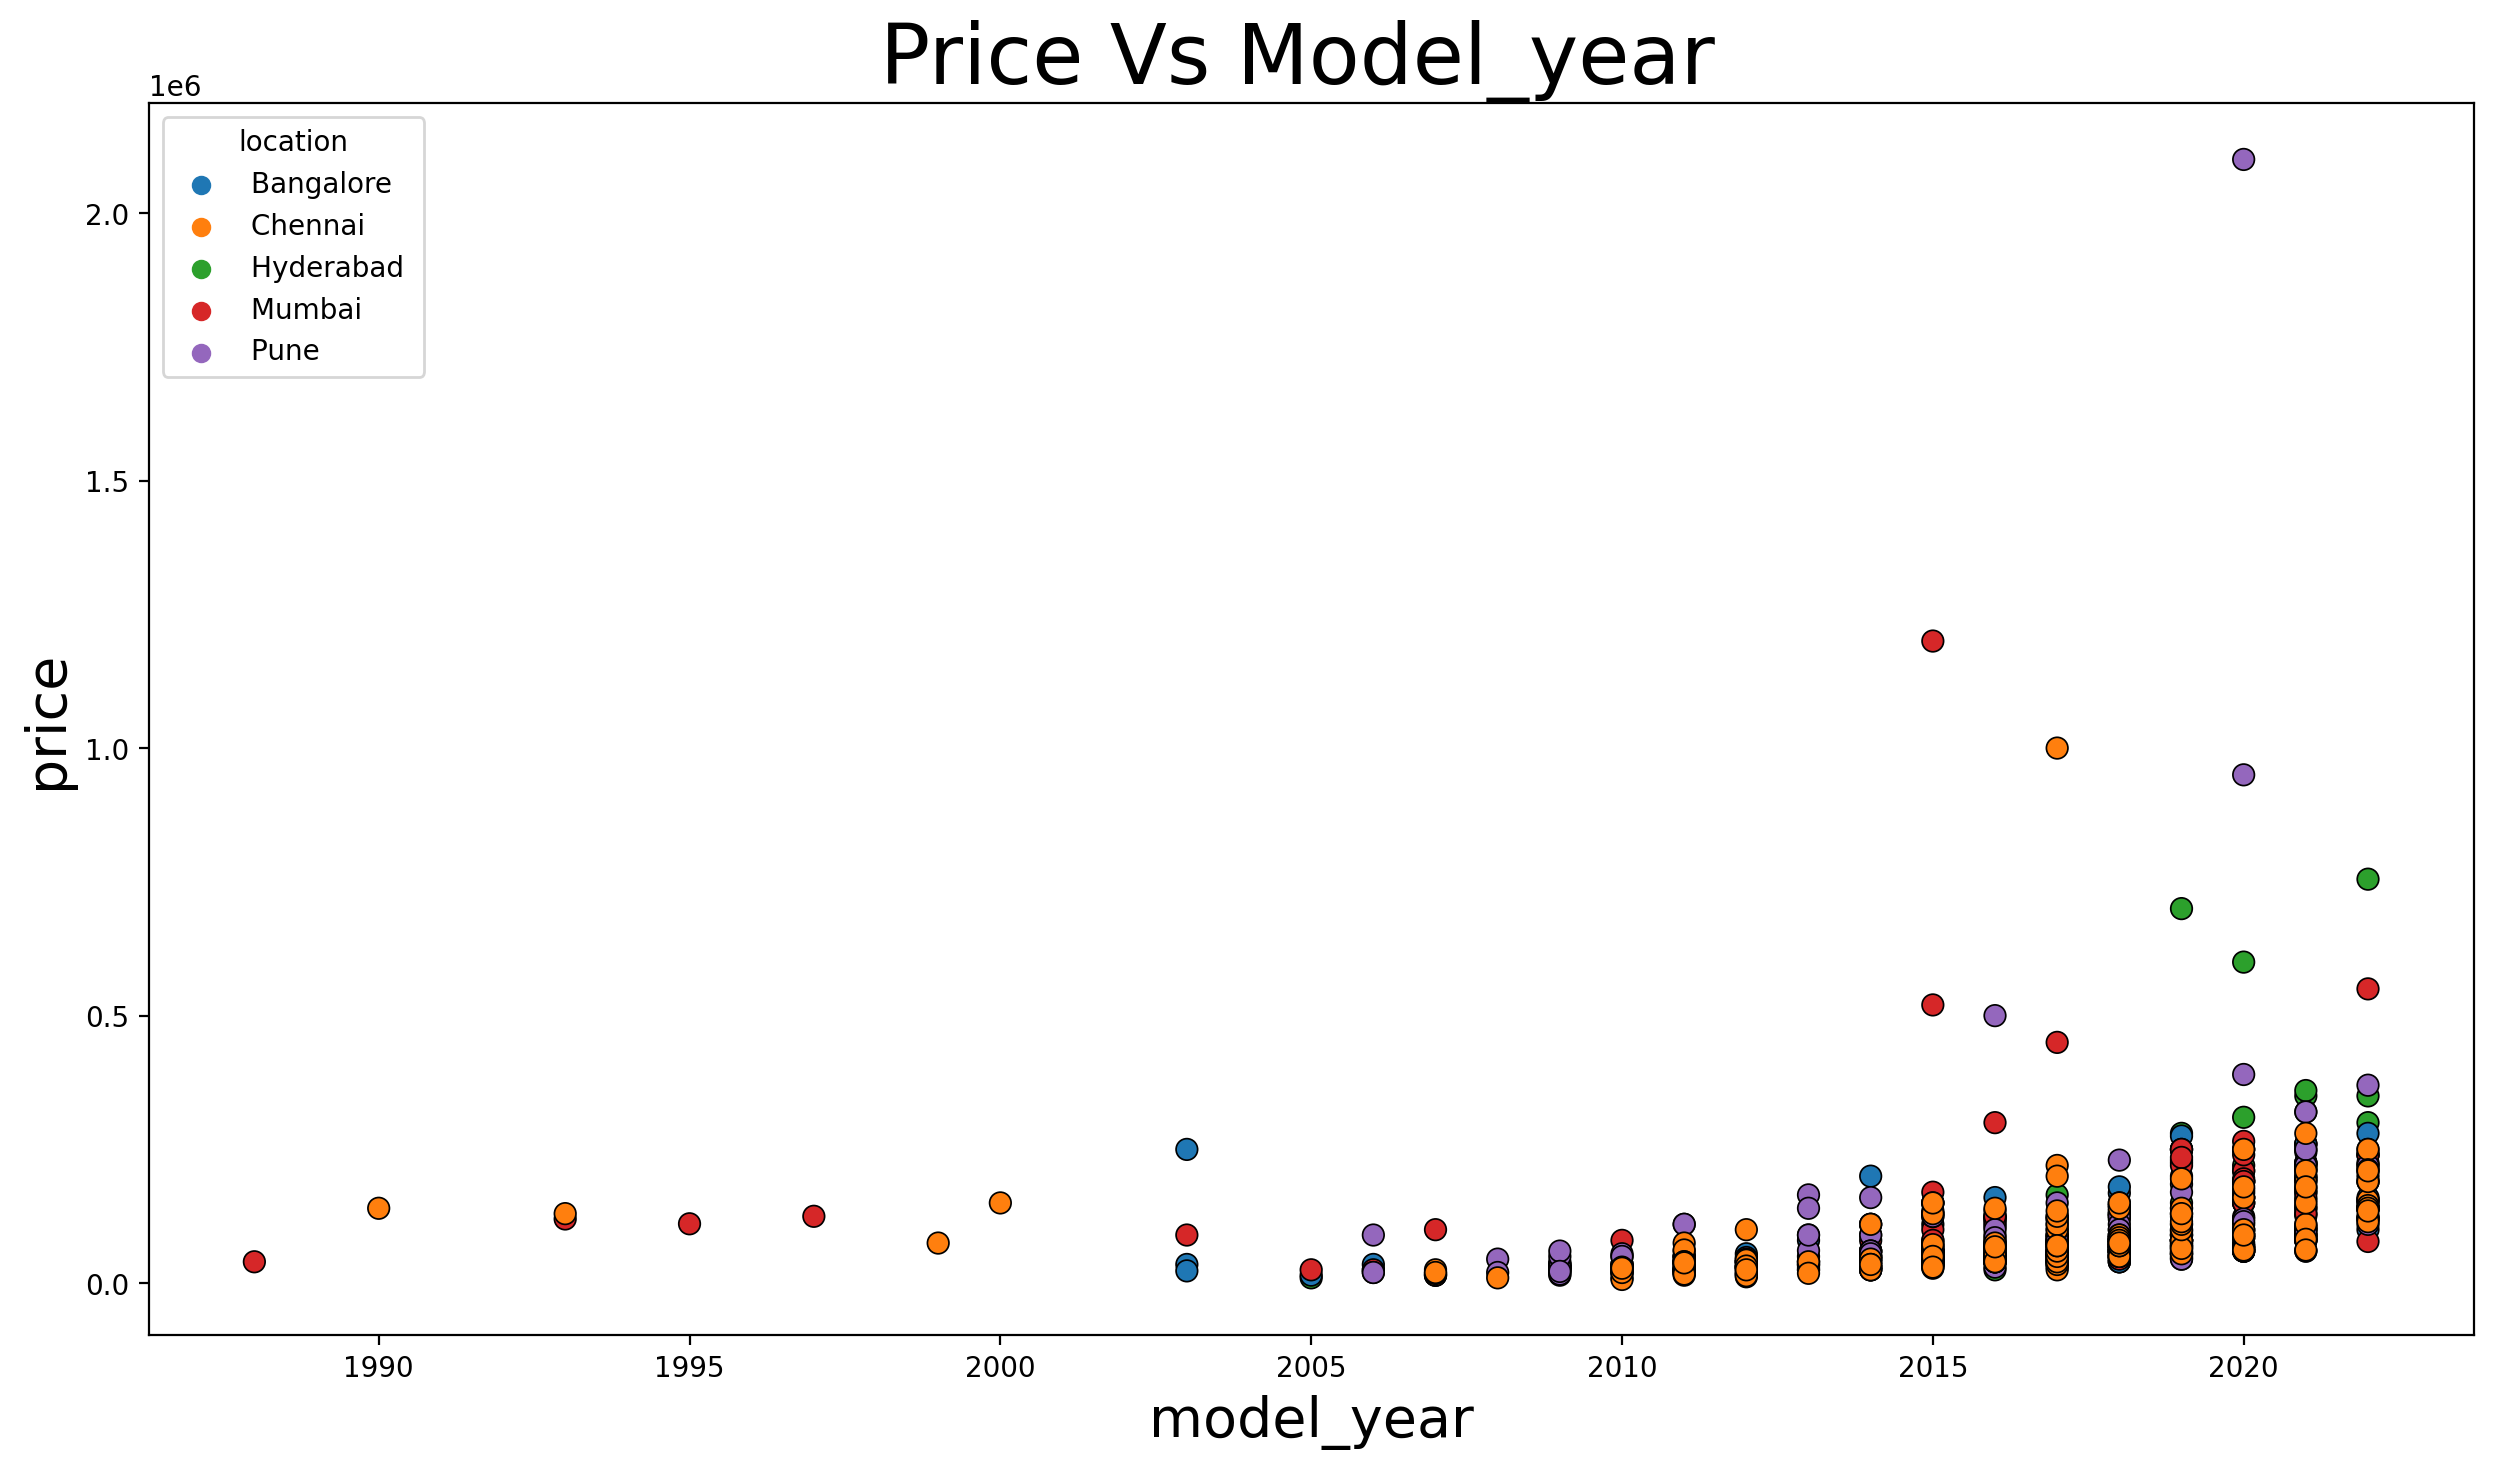 Price Vs Model_year
1e6
location
Bangalore
Chennai
Hyderabad
Mumbai
Pune
2.0
1.5
1.0
0.5
0.0
price
1990 1995 2000 2005 2010 2015 2020
model_year